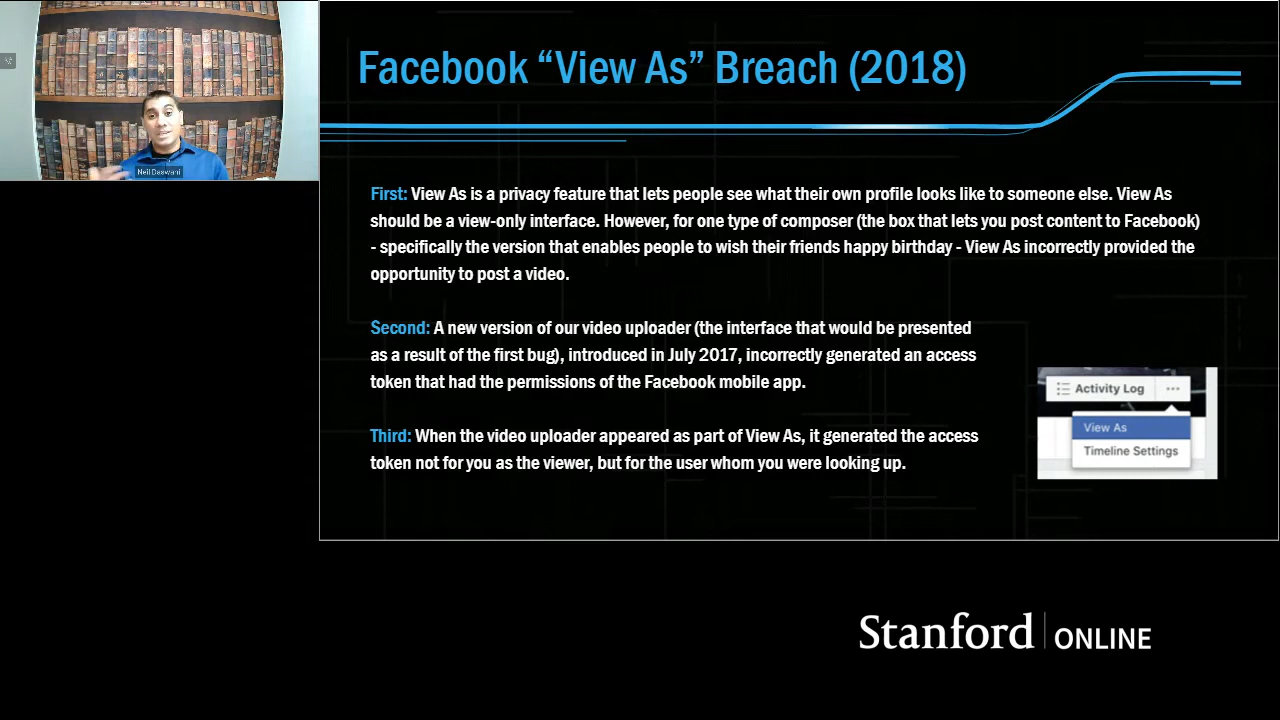 Facebook “View As” Breach (2018)
Neil Daswani
First: View As is a privacy feature that lets people see what their own profile looks like to someone else. View As
should be a view-only interface. However, for one type of composer (the box that lets you post content to Facebook)
- specifically the version that enables people to wish their friends happy birthday - View As incorrectly provided the
opportunity to post a video.
Second: A new version of our video uploader (the interface that would be presented
as a result of the first bug), introduced in July 2017, incorrectly generated an access
token that had the permissions of the Facebook mobile app.
Activity Log
View As
Timeline Settings
Third: When the video uploader appeared as part of View As, it generated the access
token not for you as the viewer, but for the user whom you were looking up.
Stanford ONLINE